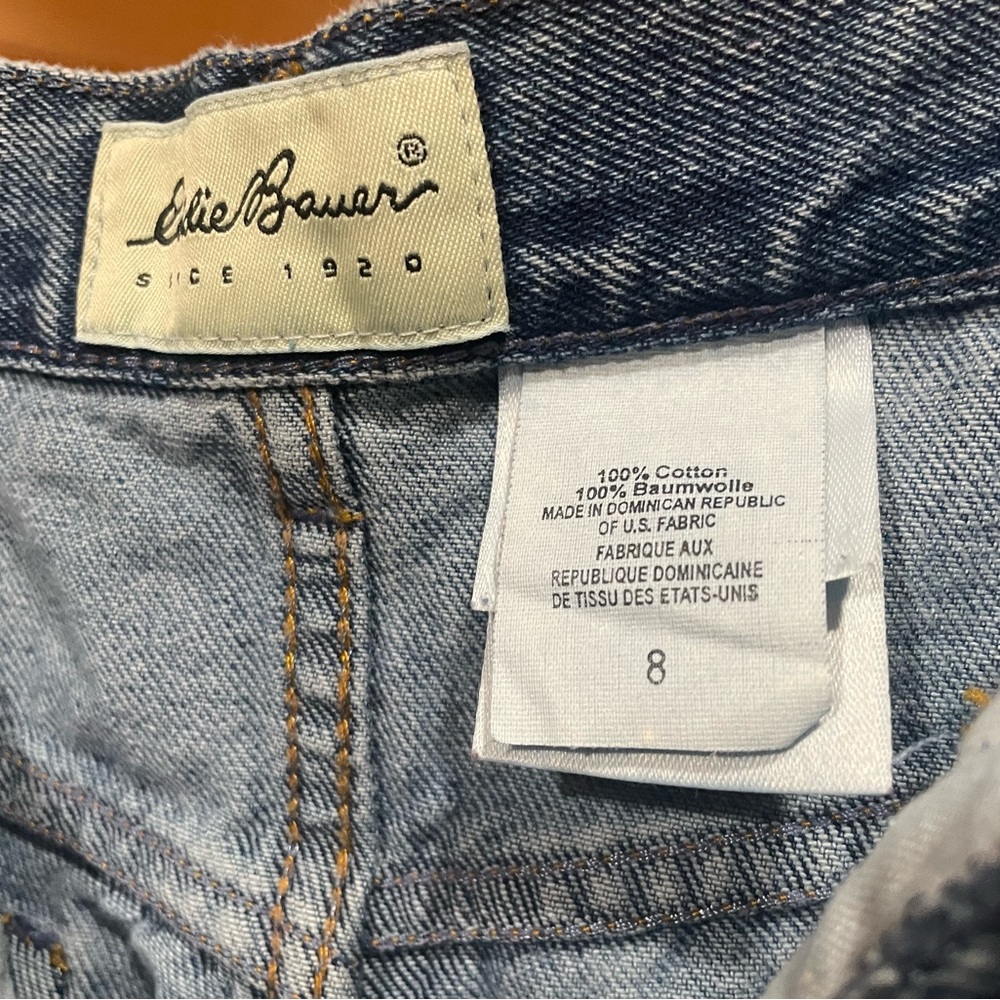 Eddie Bauer®
SINCE 1920
100% Cotton
100% Baumwolle
MADE IN DOMINICAN REPUBLIC
OF U.S. FABRIC
FABRIQUE AUX
REPUBLIQUE DOMINICAINE
DE TISSU DES ETATS-UNIS
8